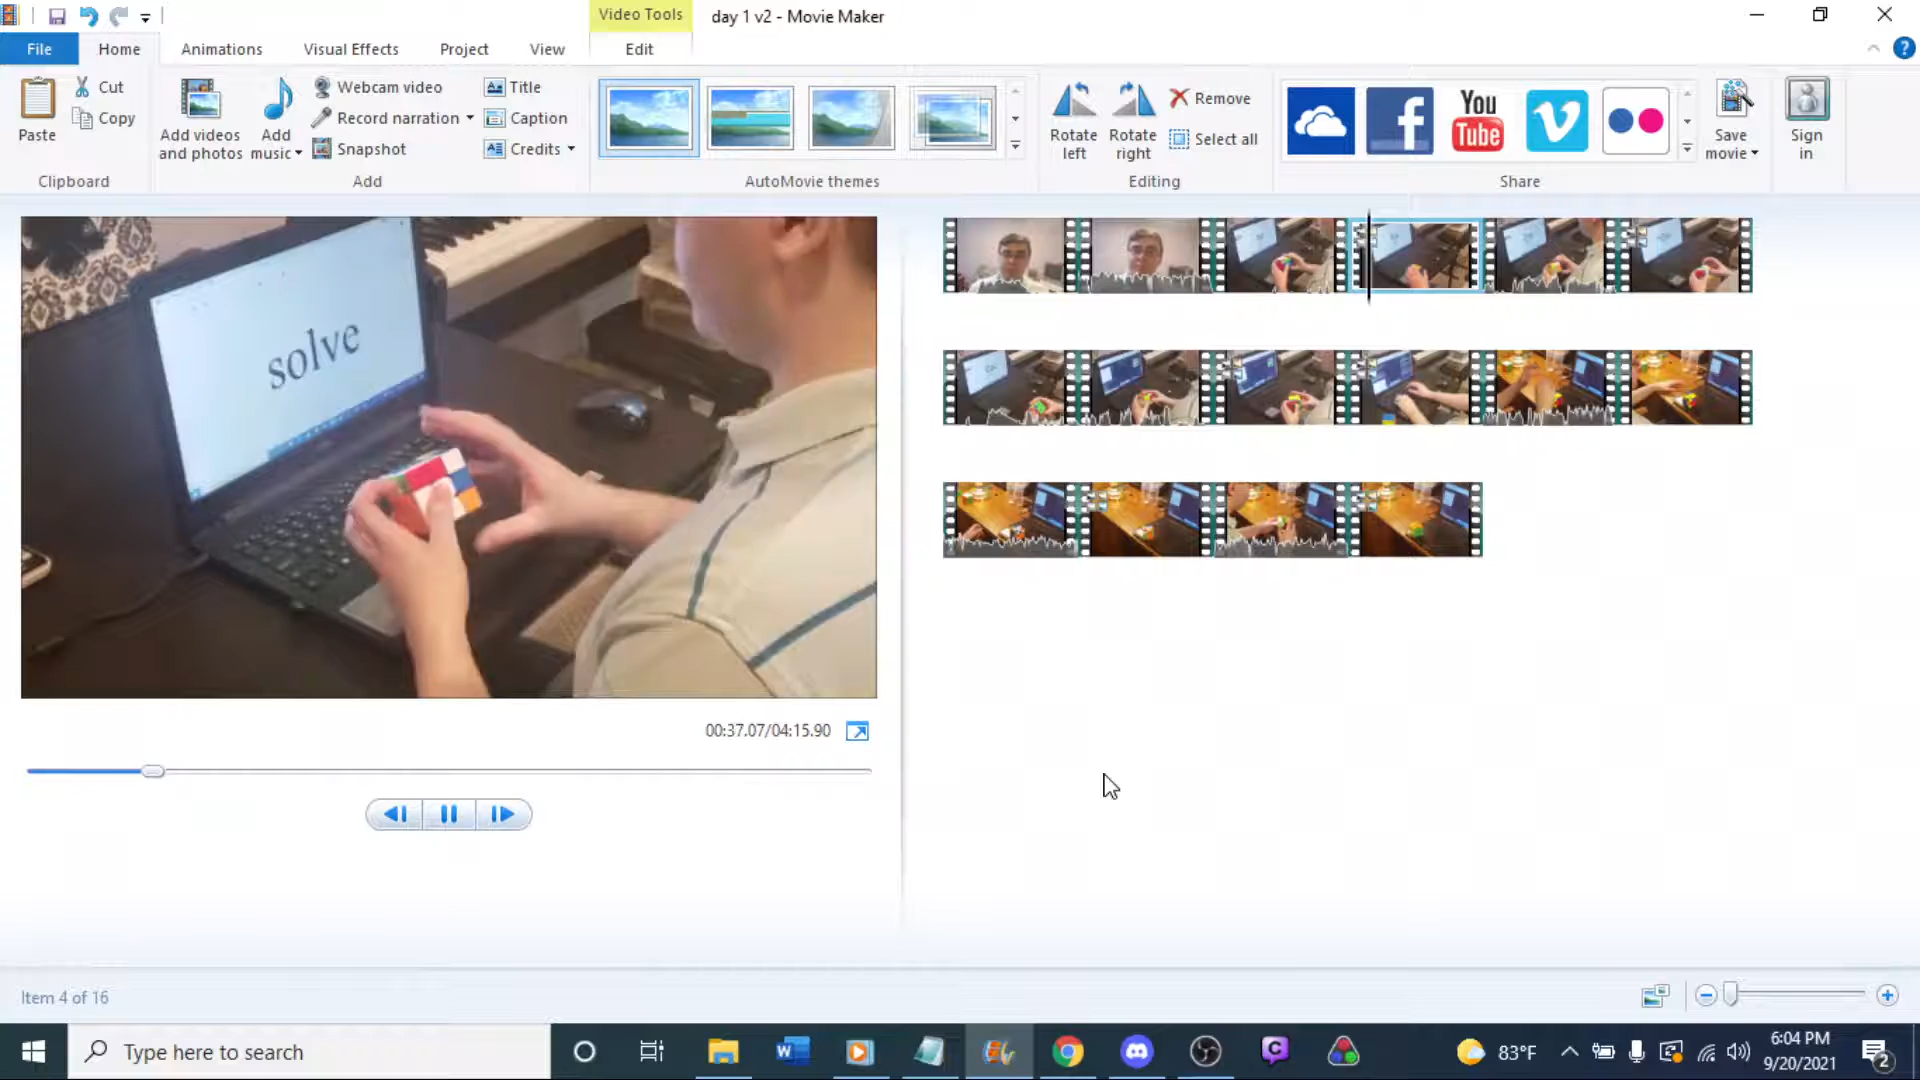 Video Tools
day 1 v2 - Movie Maker
File
Home
Animations
Visual Effects
Project
View
Edit
Paste
Cut
Copy
Clipboard
Add videos
and photos
Add
music
Webcam video
Record narration
Snapshot
Title
Caption
Credits
Add
AutoMovie themes
Rotate
left
Rotate
right
Remove
Select all
Editing
You
Tube
Share
Save
movie
Sign
in
solve
00:37.07/04:15.90
Item 4 of 16
Type here to search
83°F
6:04 PM
9/20/2021
2